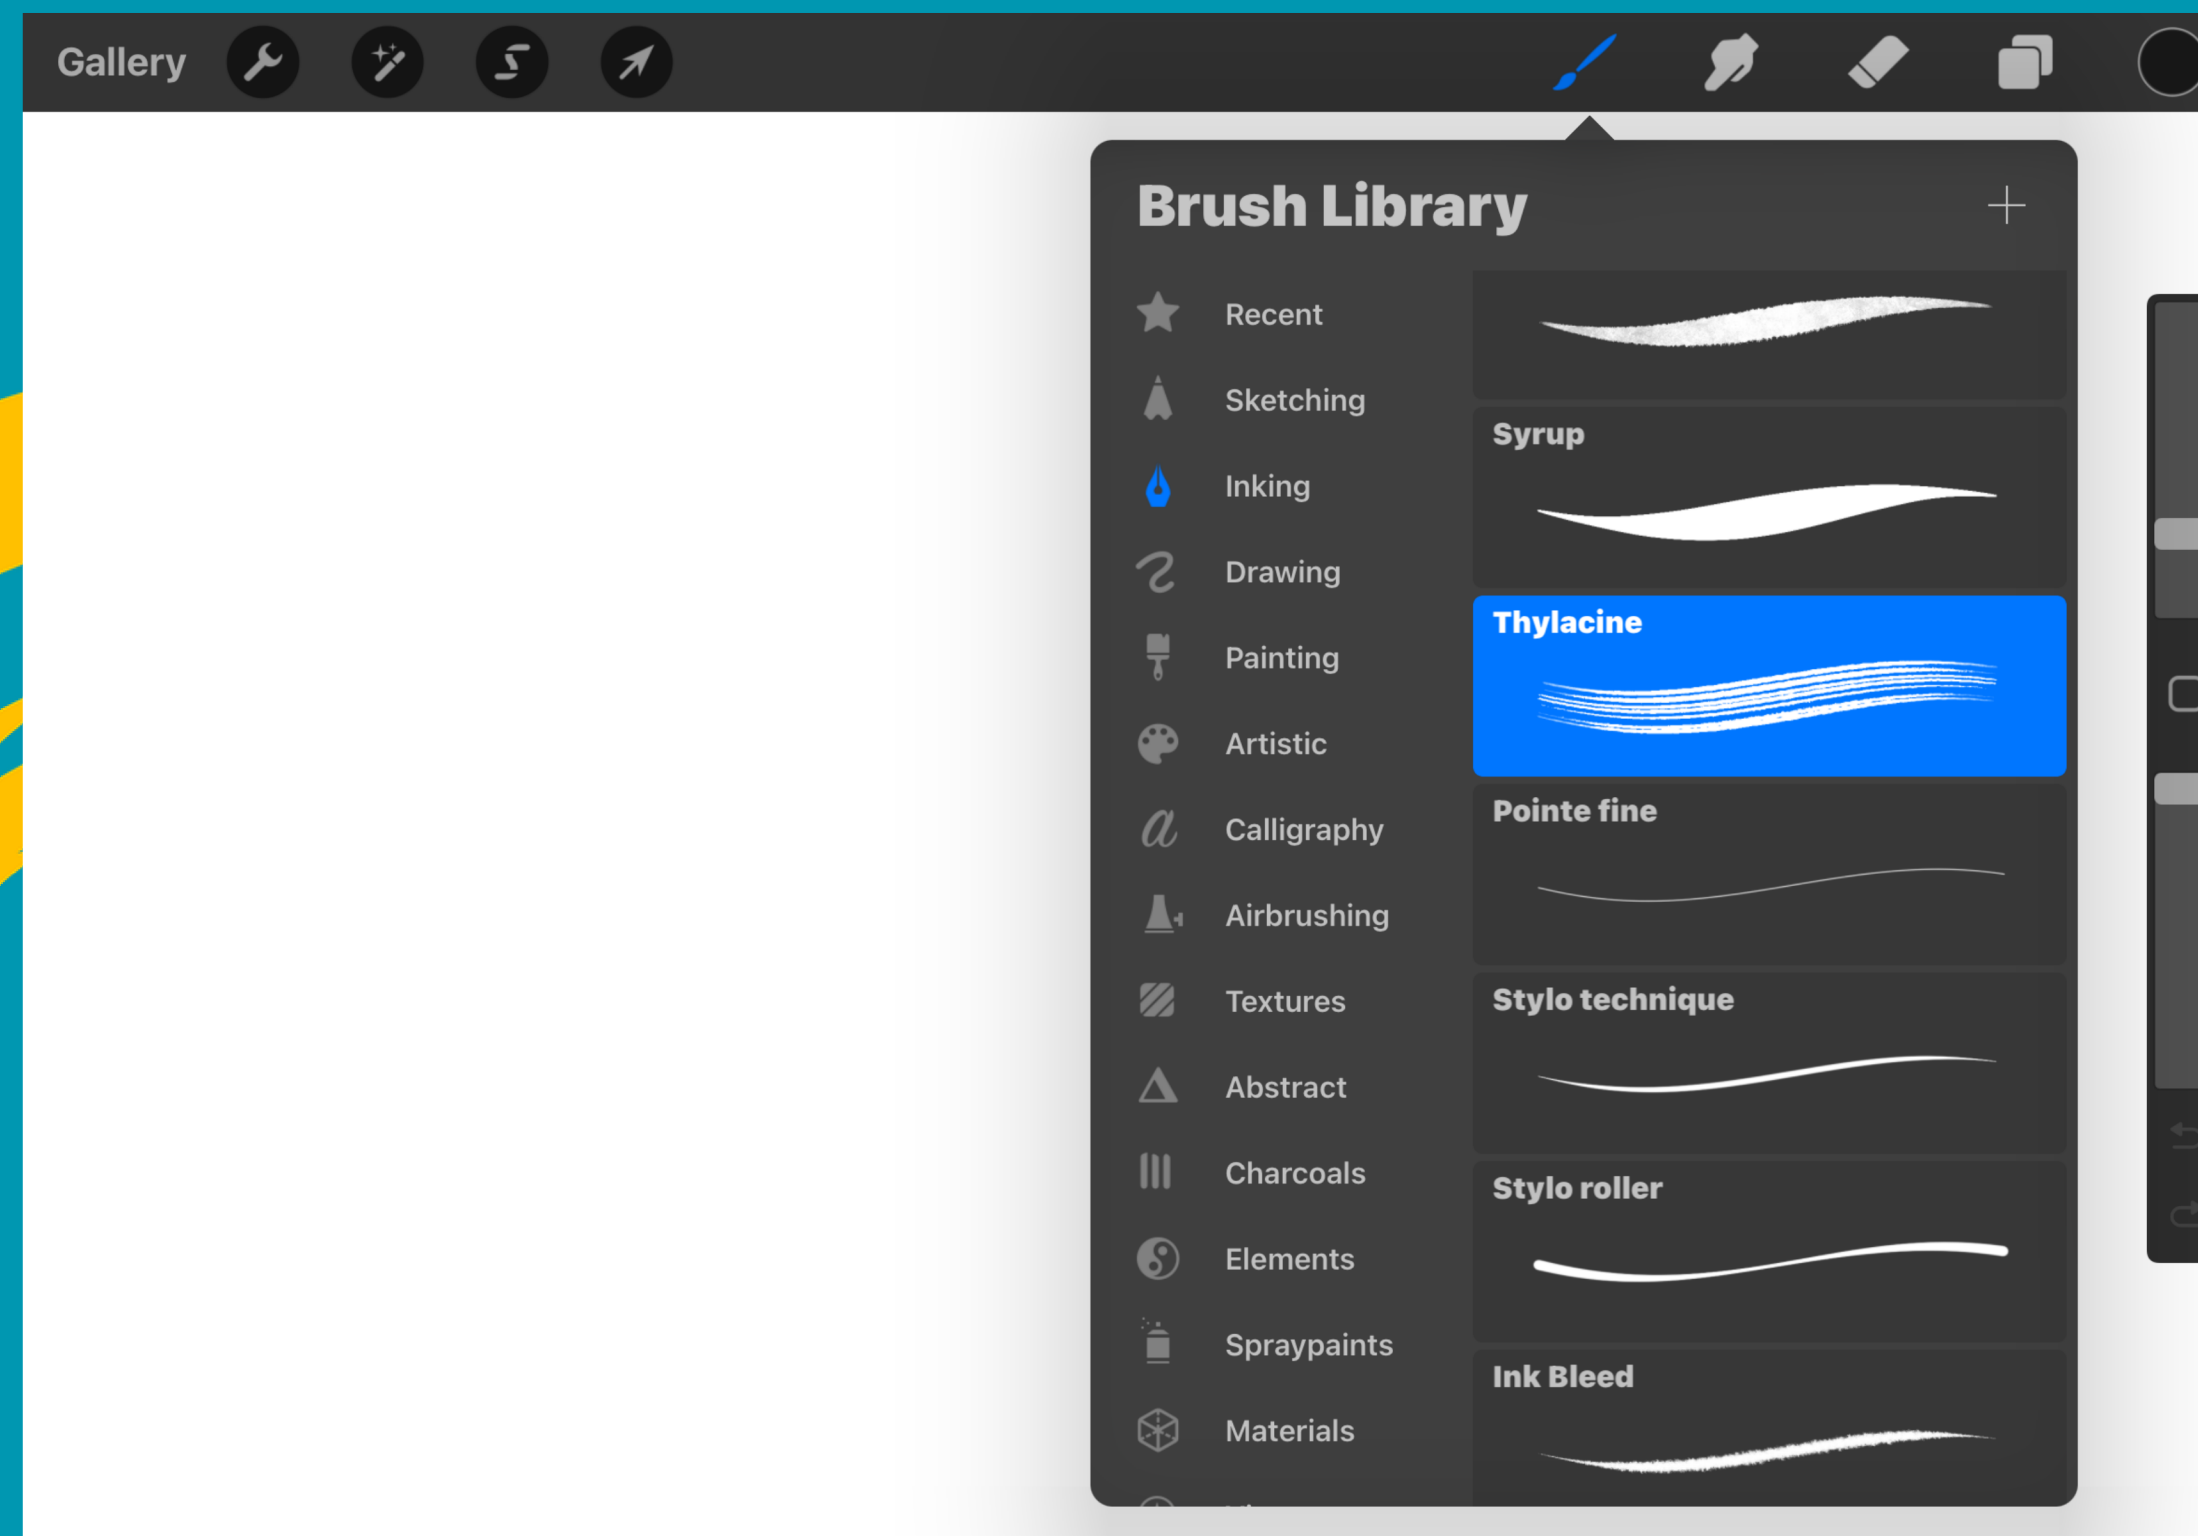 Gallery
Brush Library
Recent
Sketching
Inking
Drawing
Painting
Artistic
Calligraphy
Airbrushing
Textures
Abstract
Charcoals
Elements
Spraypaints
Materials
Syrup
Thylacine
Pointe fine
Stylo technique
Stylo roller
Ink Bleed